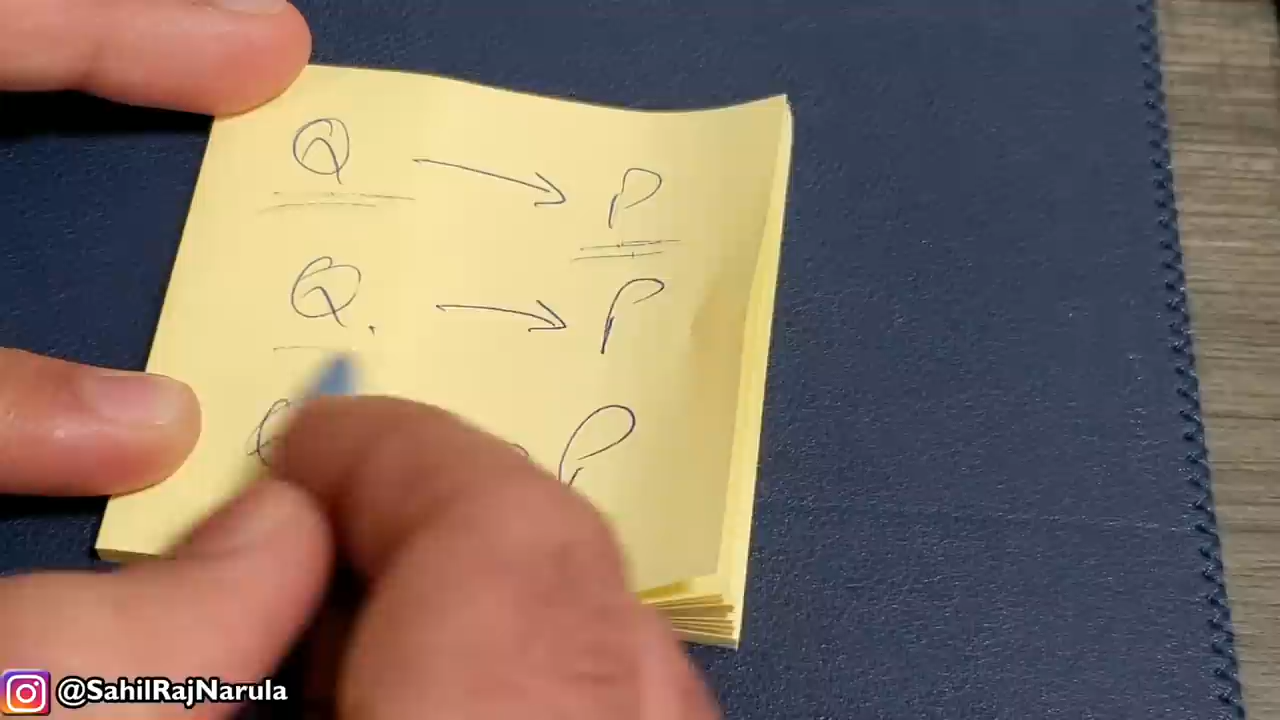 Q → P
Q. → P
P
@SahilRajNarula